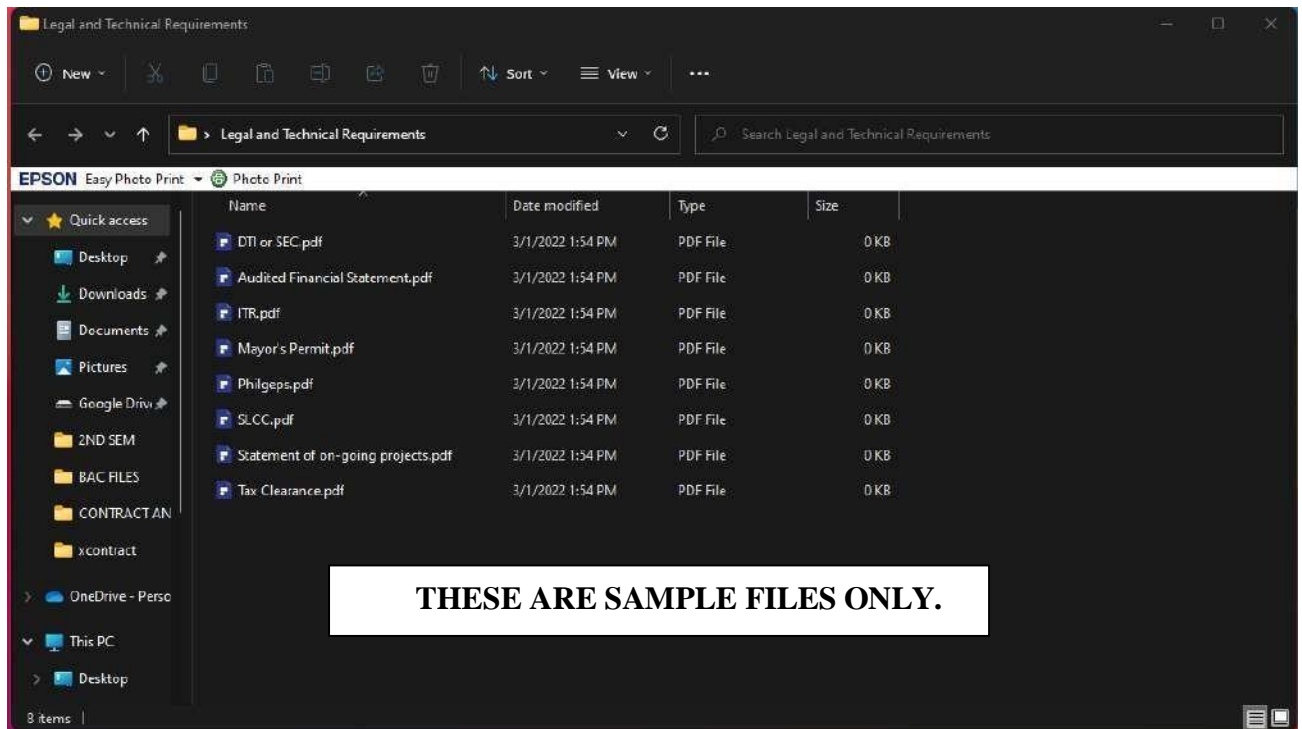 Legal and Technical Requirements
New
Sort
View
Legal and Technical Requirements
Search Legal and Technical Requirements
EPSON Easy Photo Print Photo Print
Name Date modified Type Size
Quick access
Desktop
Downloads
Documents
Pictures
Google Driv
2ND SEM
BAC FILES
CONTRACT AN
xcontract
OneDrive - Perso
This PC
Desktop
DTI or SEC.pdf 3/1/2022 1:54 PM PDF File 0 KB
Audited Financial Statement.pdf 3/1/2022 1:54 PM PDF File 0 KB
ITR.pdf 3/1/2022 1:54 PM PDF File 0 KB
Mayor's Permit.pdf 3/1/2022 1:54 PM PDF File 0 KB
Philgeps.pdf 3/1/2022 1:54 PM PDF File 0 KB
SLCC.pdf 3/1/2022 1:54 PM PDF File 0 KB
Statement of on-going projects.pdf 3/1/2022 1:54 PM PDF File 0 KB
Tax Clearance.pdf 3/1/2022 1:54 PM PDF File 0 KB
THESE ARE SAMPLE FILES ONLY.
8 items